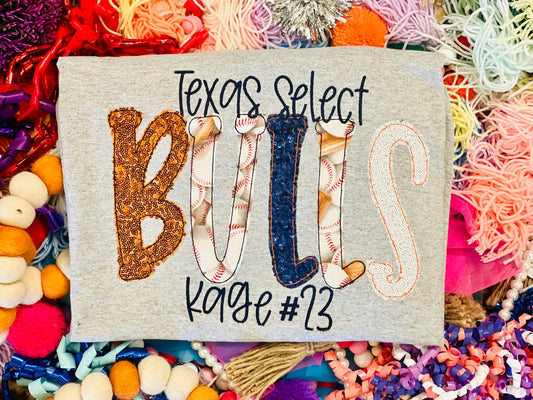 Texas Select
BULLS
Kage #23